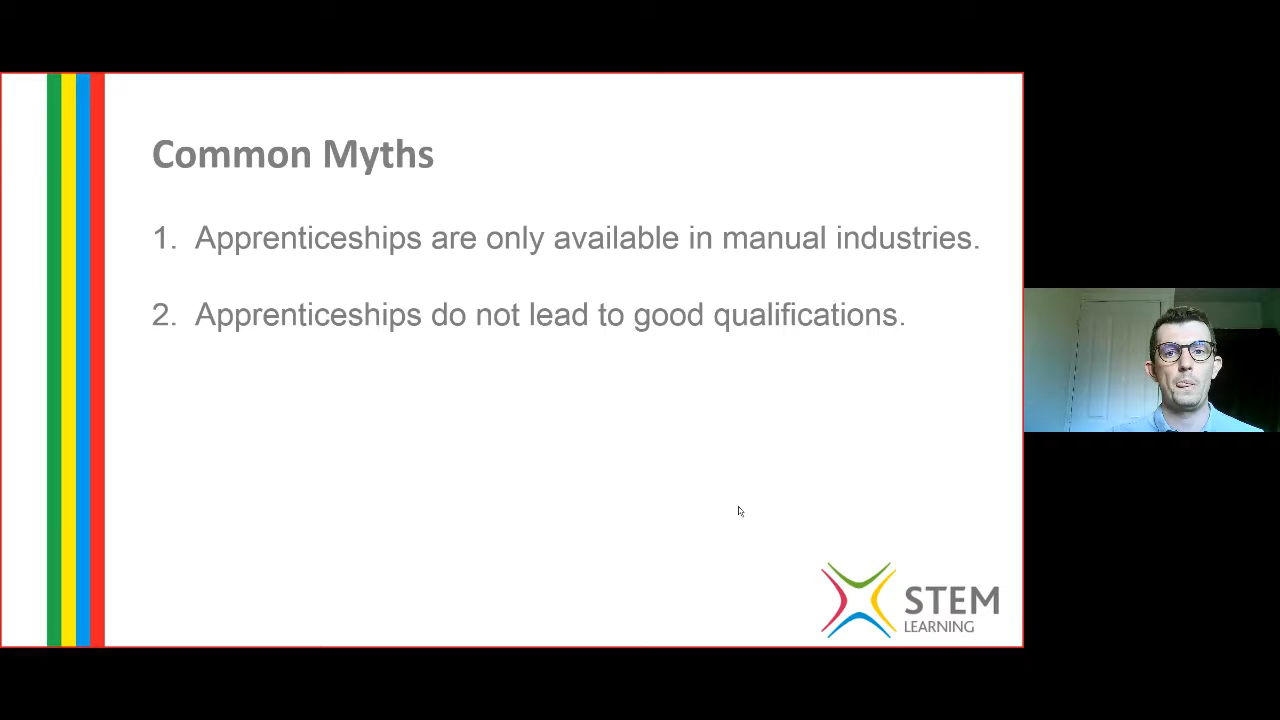 Common Myths
1. Apprenticeships are only available in manual industries.
2. Apprenticeships do not lead to good qualifications.
STEM
LEARNING